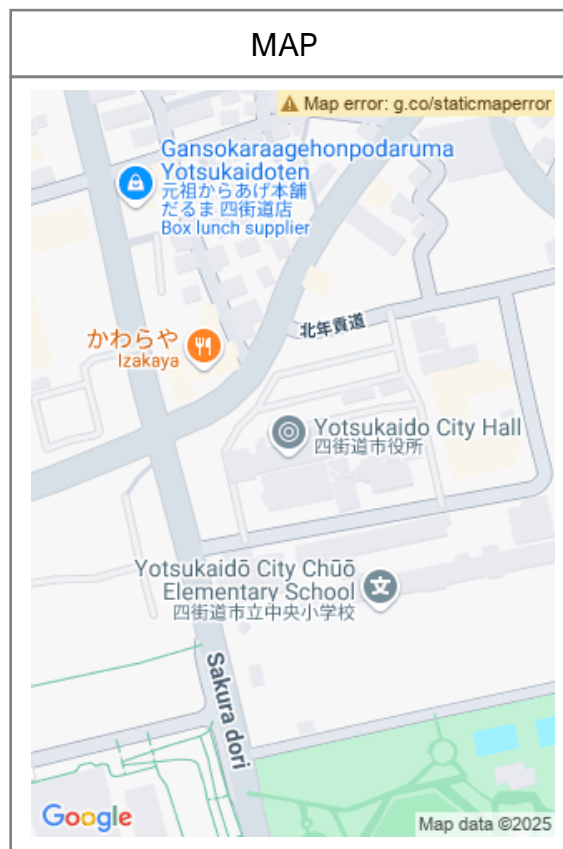 MAP
⚠ Map error: g.co/staticmaperror
Gansokaraagehonpodaruma
Yotsukaidoten
元祖からあげ本舗
だるま 四街道店
Box lunch supplier
北年貢道
かわらや
Izakaya
Yotsukaido City Hall
四街道市役所
Yotsukaidō City Chūō
Elementary School
四街道市立中央小学校
文
Sakura dori
Google
Map data ©2025